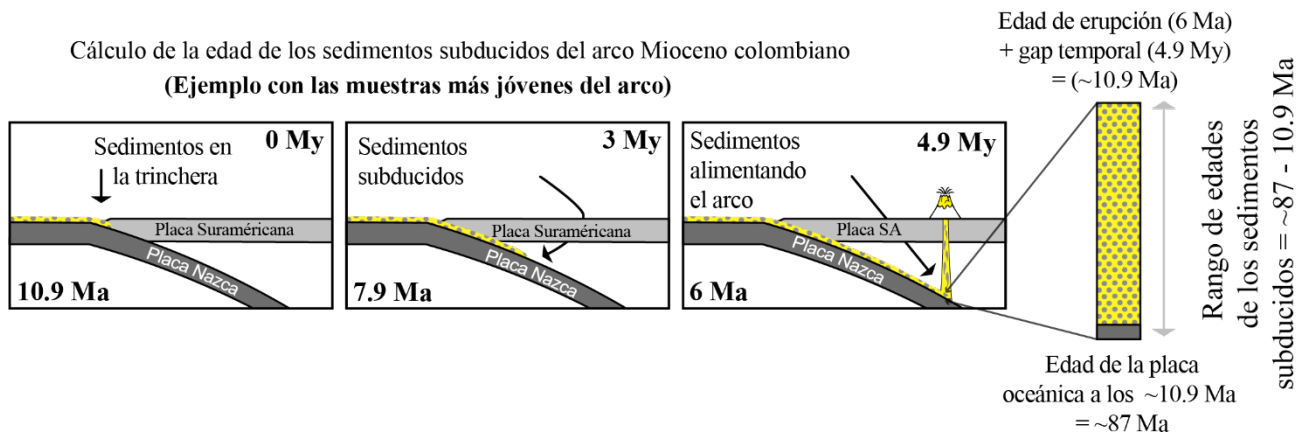 Cálculo de la edad de los sedimentos subducidos del arco Mioceno colombiano
(Ejemplo con las muestras más jóvenes del arco)
0 My
Sedimentos en
la trinchera
Placa Suraméricana
Placa Nazca
10.9 Ma
3 My
Sedimentos
subducidos
Placa Suraméricana
Placa Nazca
7.9 Ma
4.9 My
Sedimentos
alimentando
el arco
Placa SA
Placa Nazca
6 Ma
Edad de erupción (6 Ma)
+ gap temporal (4.9 My)
= (~10.9 Ma)
Edad de la placa
oceánica a los ~10.9 Ma
= ~87 Ma
Rango de edades
de los sedimentos
subducidos = ~87 - 10.9 Ma